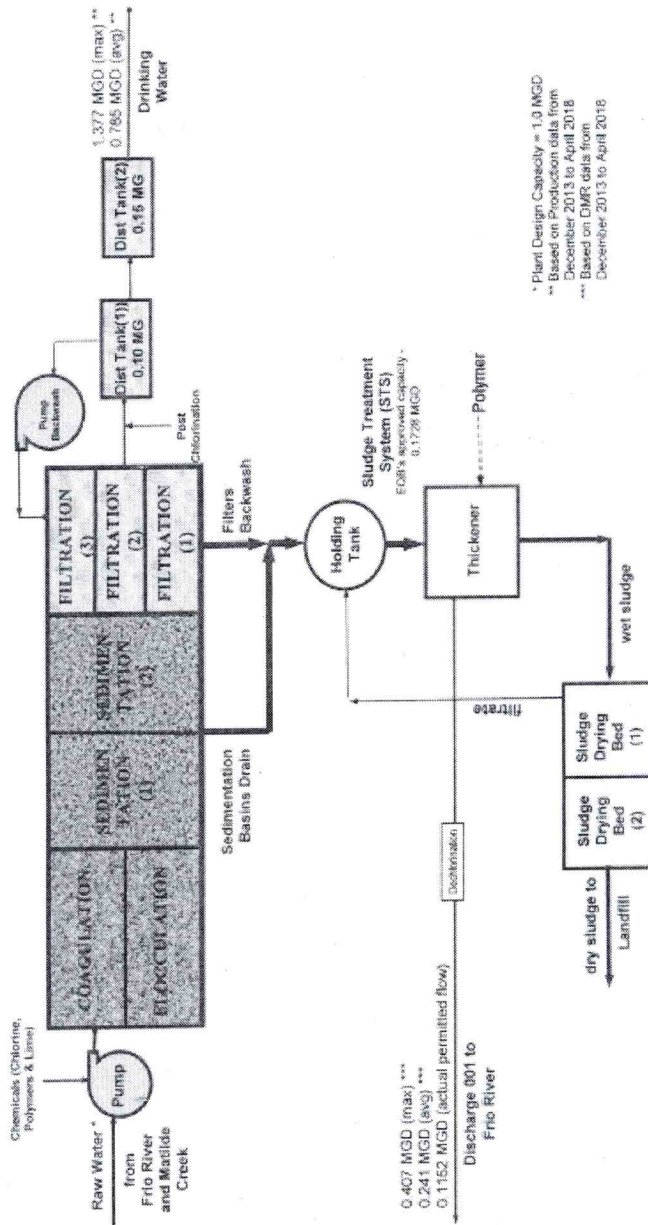 Chemicals (Chlorine,
Polymers & Lime)
Raw Water *
from
Frio River
and Matilde
Creek
Pump
COAGULATION
FLOCCULATION
SEDIMEN
TATION
(1)
SEDIMEN
TATION
(2)
FILTRATION
(3)
FILTRATION
(2)
FILTRATION
(1)
Pump
Backwash
Dist Tank(1)
0.10 MG
Dist Tank(2)
0.15 MG
1.377 MGD (max) **
0.785 MGD (avg) **
Drinking
Water
Post
Chlorination
Sedimentation
Basins Drain
Filters
Backwash
Holding
Tank
Sludge Treatment
System (STS)
EQB's approved capacity -
0.1728 MGD
Thickener
Polymer
Dechlorination
0.407 MGD (max) ***
0.241 MGD (avg) ***
0.1152 MGD (actual permitted flow)
Discharge 001 to
Frio River
filtrate
wet sludge
Sludge
Drying
Bed
(1)
Sludge
Drying
Bed
(2)
dry sludge to
Landfill
* Plant Design Capacity = 1.0 MGD
** Based on Production data from
December 2013 to April 2018
*** Based on DMR data from
December 2013 to April 2018